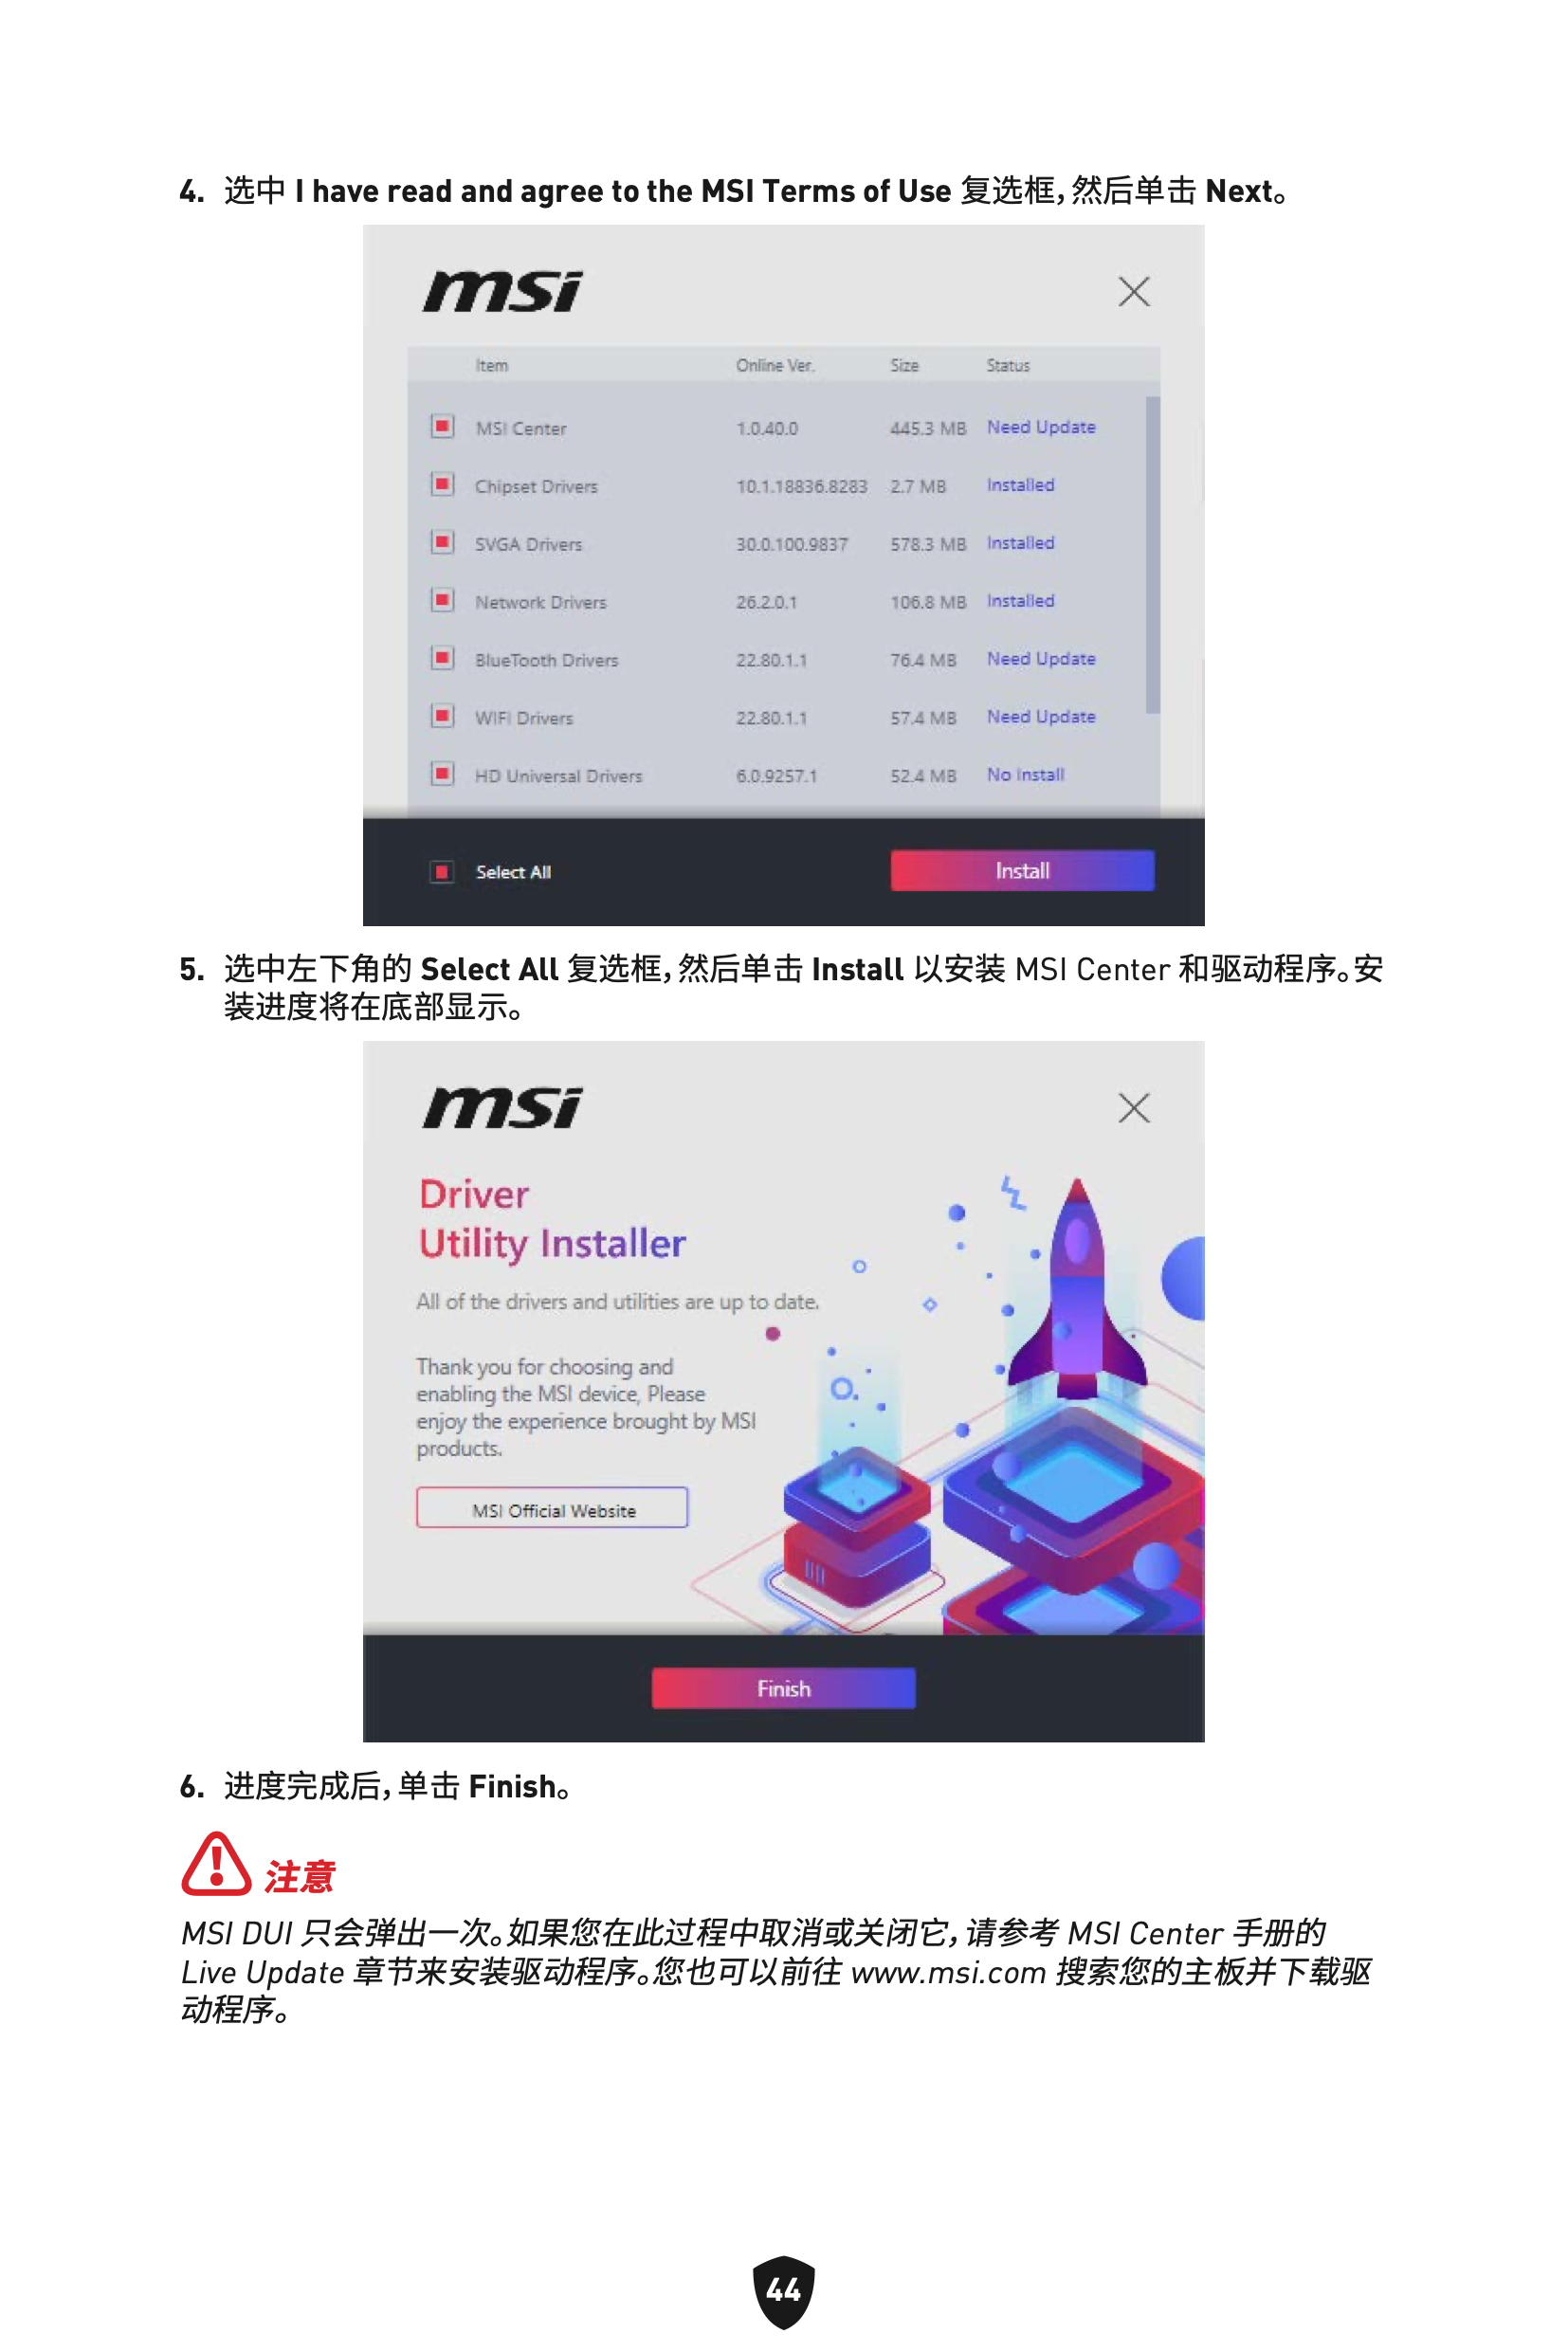 4. 选中 I have read and agree to the MSI Terms of Use 复选框，然后单击 Next。
msi
Item Online Ver. Size Status
MSI Center 1.0.40.0 445.3 MB Need Update
Chipset Drivers 10.1.18836.8283 2.7 MB Installed
SVGA Drivers 30.0.100.9837 578.3 MB Installed
Network Drivers 26.2.0.1 106.8 MB Installed
BlueTooth Drivers 22.80.1.1 76.4 MB Need Update
WIFI Drivers 22.80.1.1 57.4 MB Need Update
HD Universal Drivers 6.0.9257.1 52.4 MB No Install
Select All Install
5. 选中左下角的 Select All 复选框，然后单击 Install 以安装 MSI Center 和驱动程序。安
装进度将在底部显示。
msi
Driver
Utility Installer
All of the drivers and utilities are up to date.
Thank you for choosing and
enabling the MSI device, Please
enjoy the experience brought by MSI
products.
MSI Official Website
Finish
6. 进度完成后，单击 Finish。
注意
MSI DUI 只会弹出一次。如果您在此过程中取消或关闭它，请参考 MSI Center 手册的
Live Update 章节来安装驱动程序。您也可以前往 www.msi.com 搜索您的主板并下载驱
动程序。
44